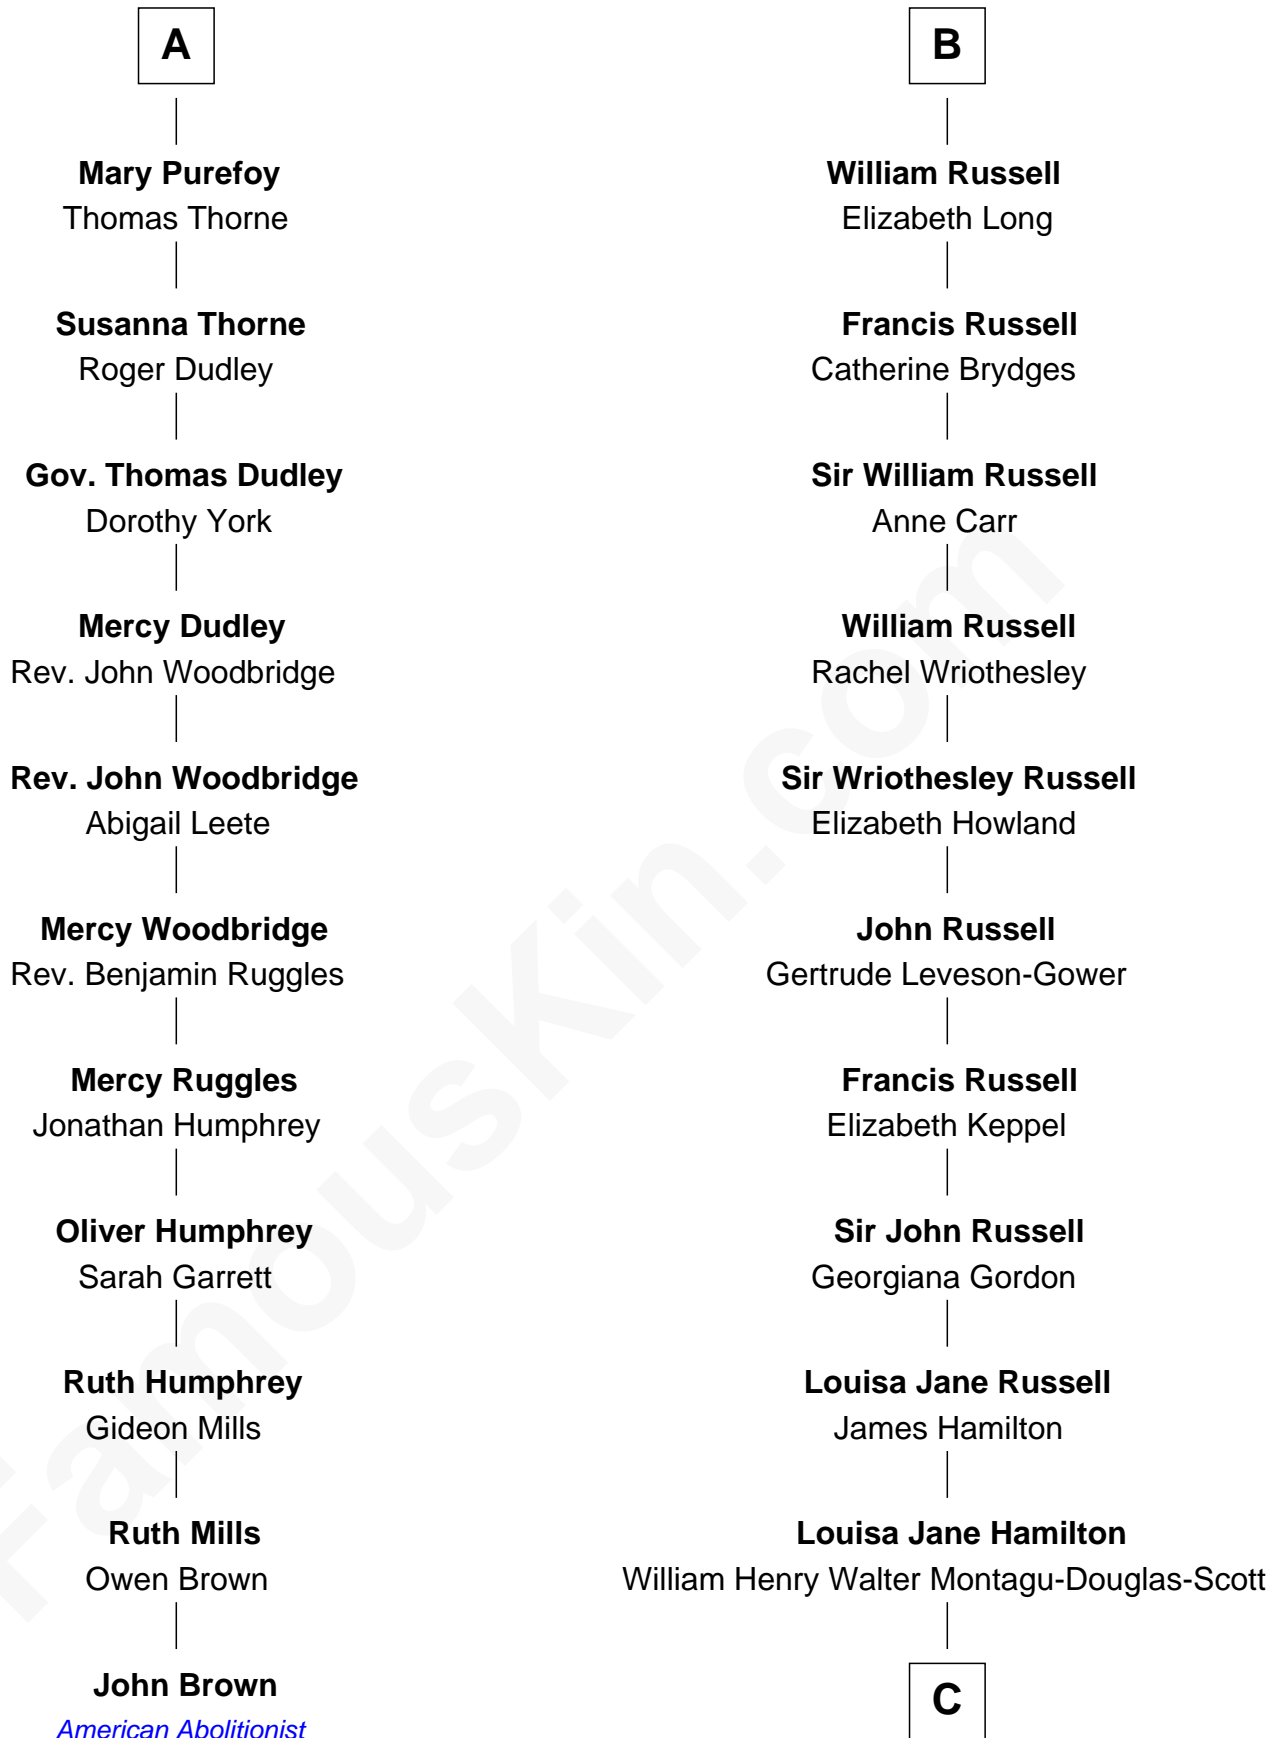 A
Mary Purefoy
Thomas Thorne
Susanna Thorne
Roger Dudley
Gov. Thomas Dudley
Dorothy York
Mercy Dudley
Rev. John Woodbridge
Rev. John Woodbridge
Abigail Leete
Mercy Woodbridge
Rev. Benjamin Ruggles
Mercy Ruggles
Jonathan Humphrey
Oliver Humphrey
Sarah Garrett
Ruth Humphrey
Gideon Mills
Ruth Mills
Owen Brown
John Brown
American Abolitionist
B
William Russell
Elizabeth Long
Francis Russell
Catherine Brydges
Sir William Russell
Anne Carr
William Russell
Rachel Wriothesley
Sir Wriothesley Russell
Elizabeth Howland
John Russell
Gertrude Leveson-Gower
Francis Russell
Elizabeth Keppel
Sir John Russell
Georgiana Gordon
Louisa Jane Russell
James Hamilton
Louisa Jane Hamilton
William Henry Walter Montagu-Douglas-Scott
C
FamousKin.com